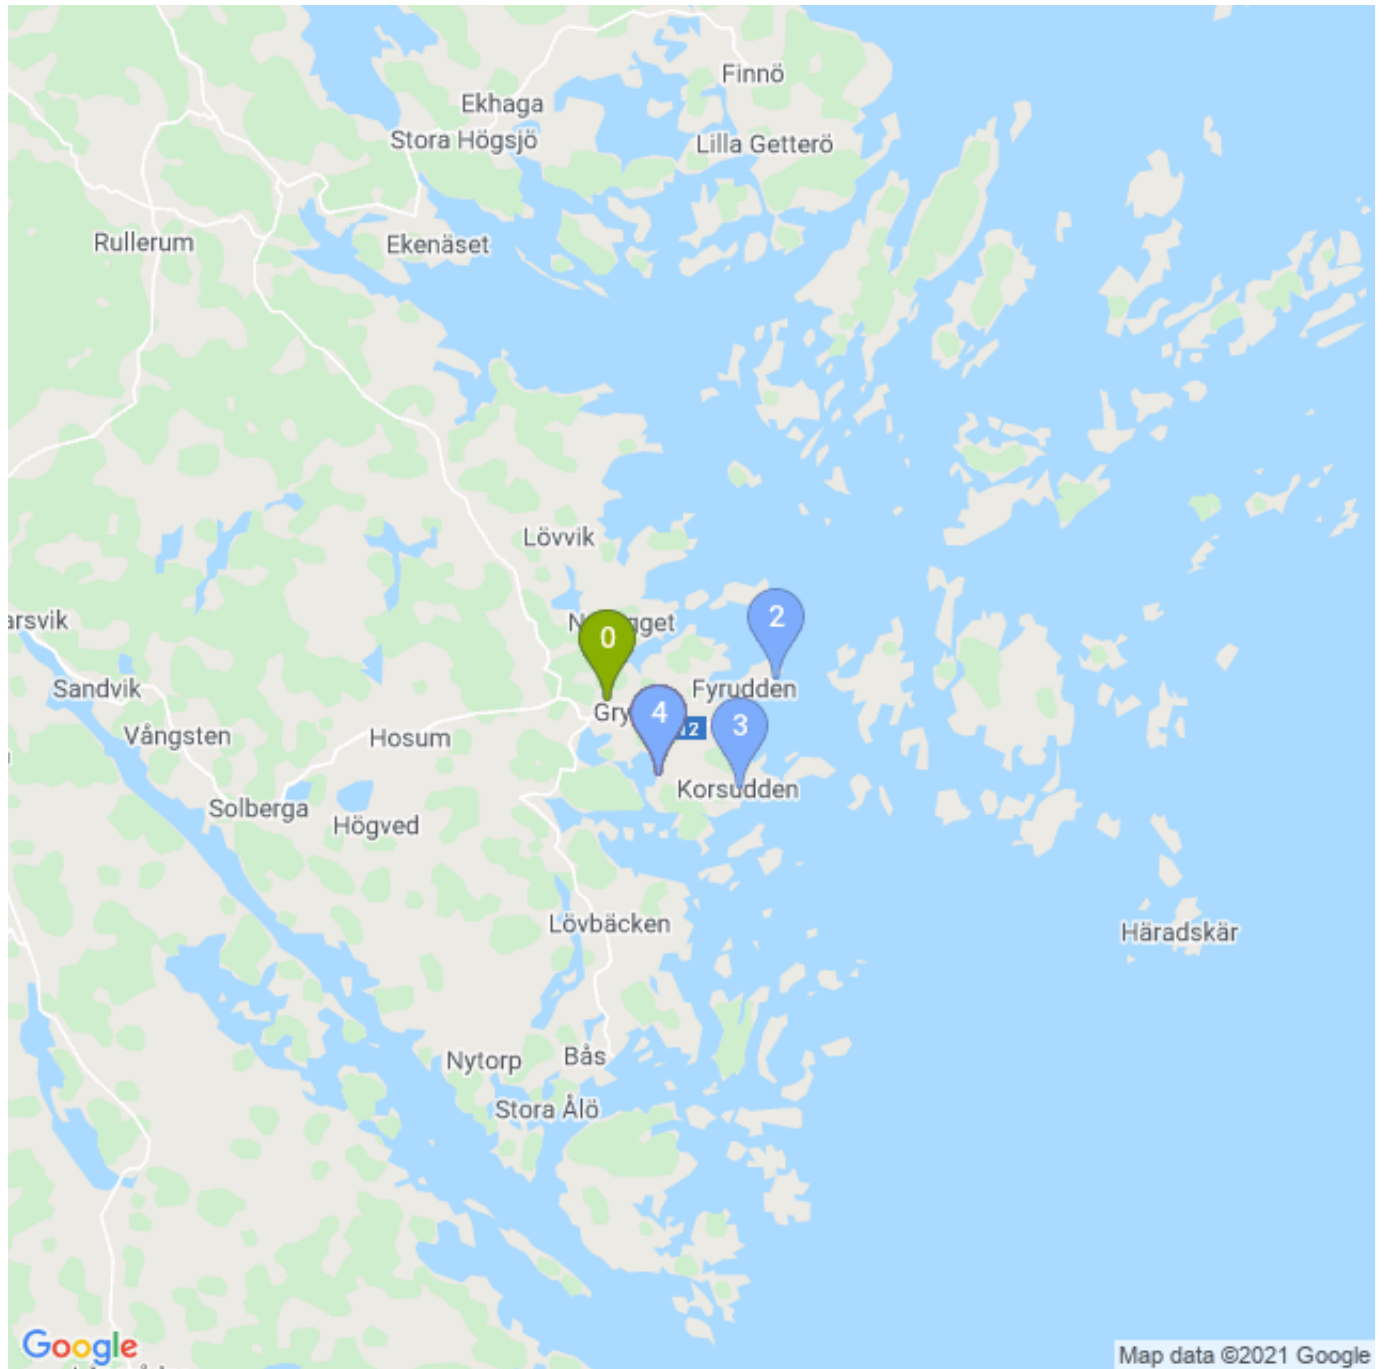 Finnö
Ekhaga
Stora Högsjö
Lilla Getterö
Rullerum
Ekenäset
Lövvik
arsvik
0
2
Sandvik
Fyrudden
Gry
4
3
Vångsten
Hosum
Korsudden
Solberga
Högved
Lövbäcken
Häradskär
Nytorp
Bås
Stora Ålö
Google
Map data ©2021 Google